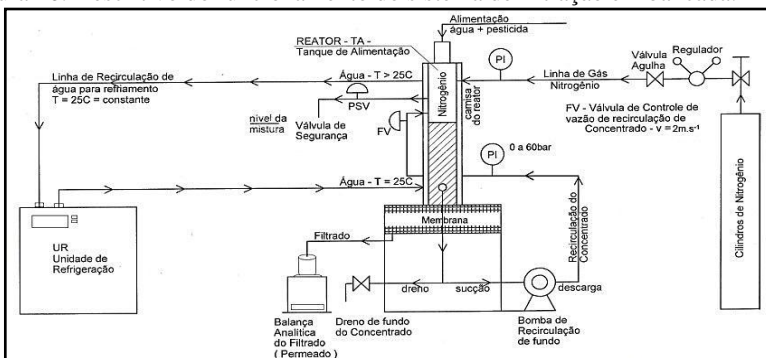 Alimentação
água + pesticida
REATOR - TA -
Tanque de Alimentação
Válvula
Agulha
Regulador
PI
Linha de Recirculação de
água para refriamento
T = 25C = constante
Água - T > 25C
Nitrogênio
camisa
do reator
Linha de Gás
Nitrogênio
PSV
nivel da
mistura
Válvula de
Segurança
FV
FV - Válvula de Controle de
vazão de recirculação de
Concentrado - v = 2m.s⁻¹
PI
0 a 60bar
Água - T = 25C
Cilindros de Nitrogênio
Membrana
Recirculação do
Concentrado
UR
Unidade de
Refrigeração
Filtrado
dreno
sucção
descarga
Balança
Analítica
do Filtrado
( Permeado )
Dreno de fundo
do Concentrado
Bomba de
Recirculação
de fundo